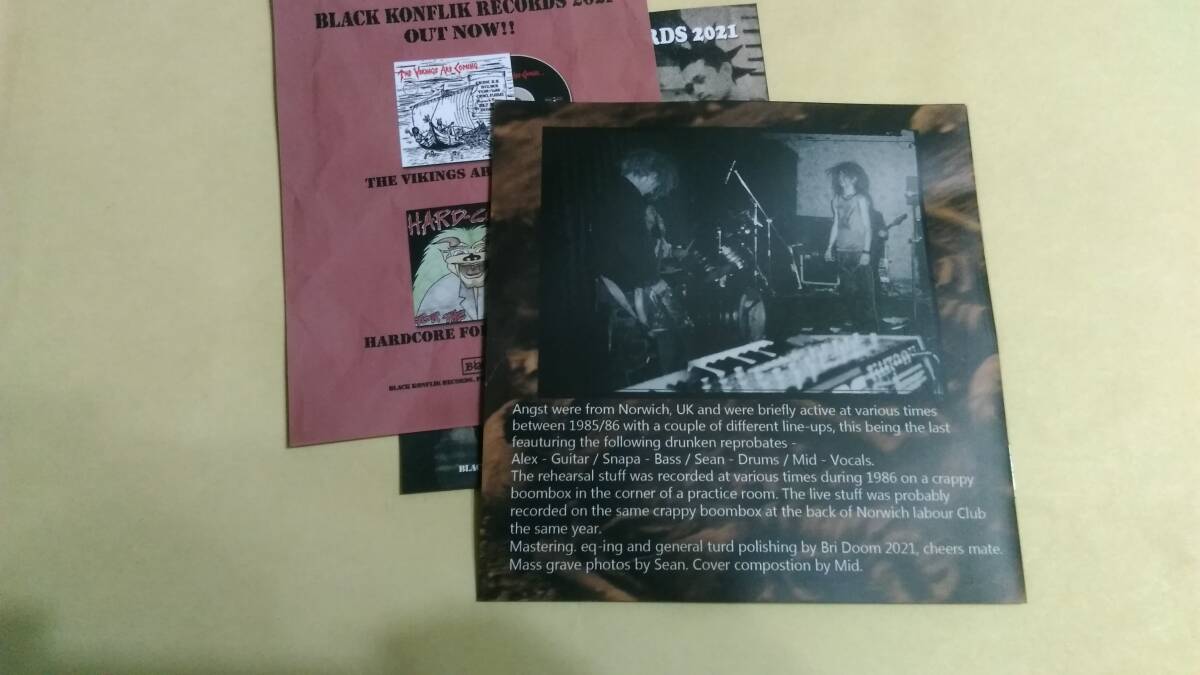 BLACK KONFLIK RECORDS 2021
OUT NOW!!
RDS 2021
THE VIKINGS ARE COMING
THE VIKINGS
HARD-C
HARDCORE FO
BLACK KONFLIK RECORDS.
Angst were from Norwich, UK and were briefly active at various times
between 1985/86 with a couple of different line-ups, this being the last
feauturing the following drunken reprobates -
Alex - Guitar / Snapa - Bass / Sean - Drums / Mid - Vocals.
The rehearsal stuff was recorded at various times during 1986 on a crappy
boombox in the corner of a practice room. The live stuff was probably
recorded on the same crappy boombox at the back of Norwich labour Club
the same year.
Mastering. eq-ing and general turd polishing by Bri Doom 2021, cheers mate.
Mass grave photos by Sean. Cover compostion by Mid.